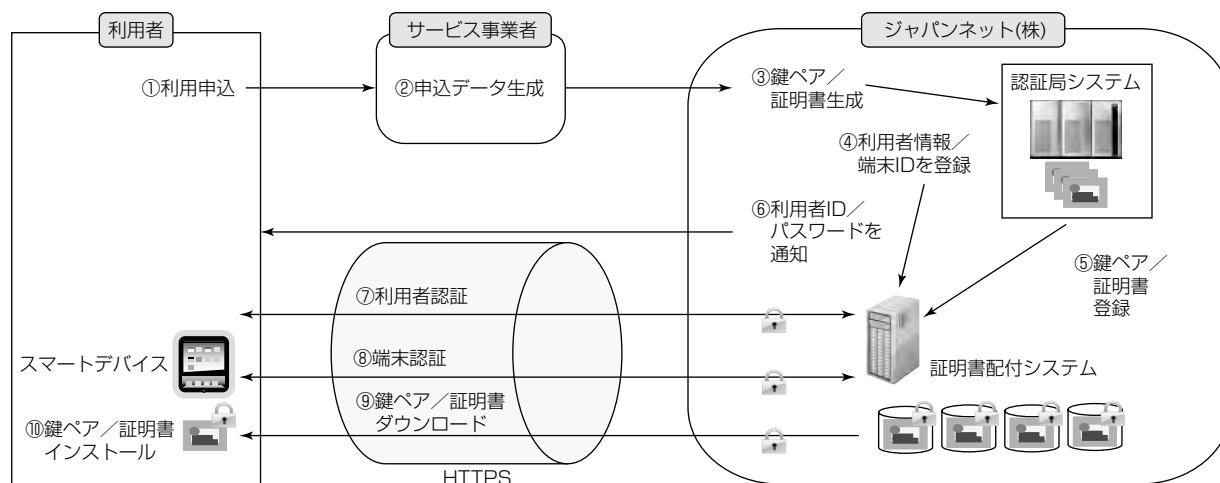 利用者
サービス事業者
ジャパンネット(株)
①利用申込
②申込データ生成
③鍵ペア／
証明書生成
認証局システム
④利用者情報／
端末IDを登録
⑥利用者ID／
パスワードを
通知
⑤鍵ペア／
証明書
登録
⑦利用者認証
スマートデバイス
⑧端末認証
証明書配付システム
⑨鍵ペア／証明書
ダウンロード
⑩鍵ペア／証明書
インストール
HTTPS